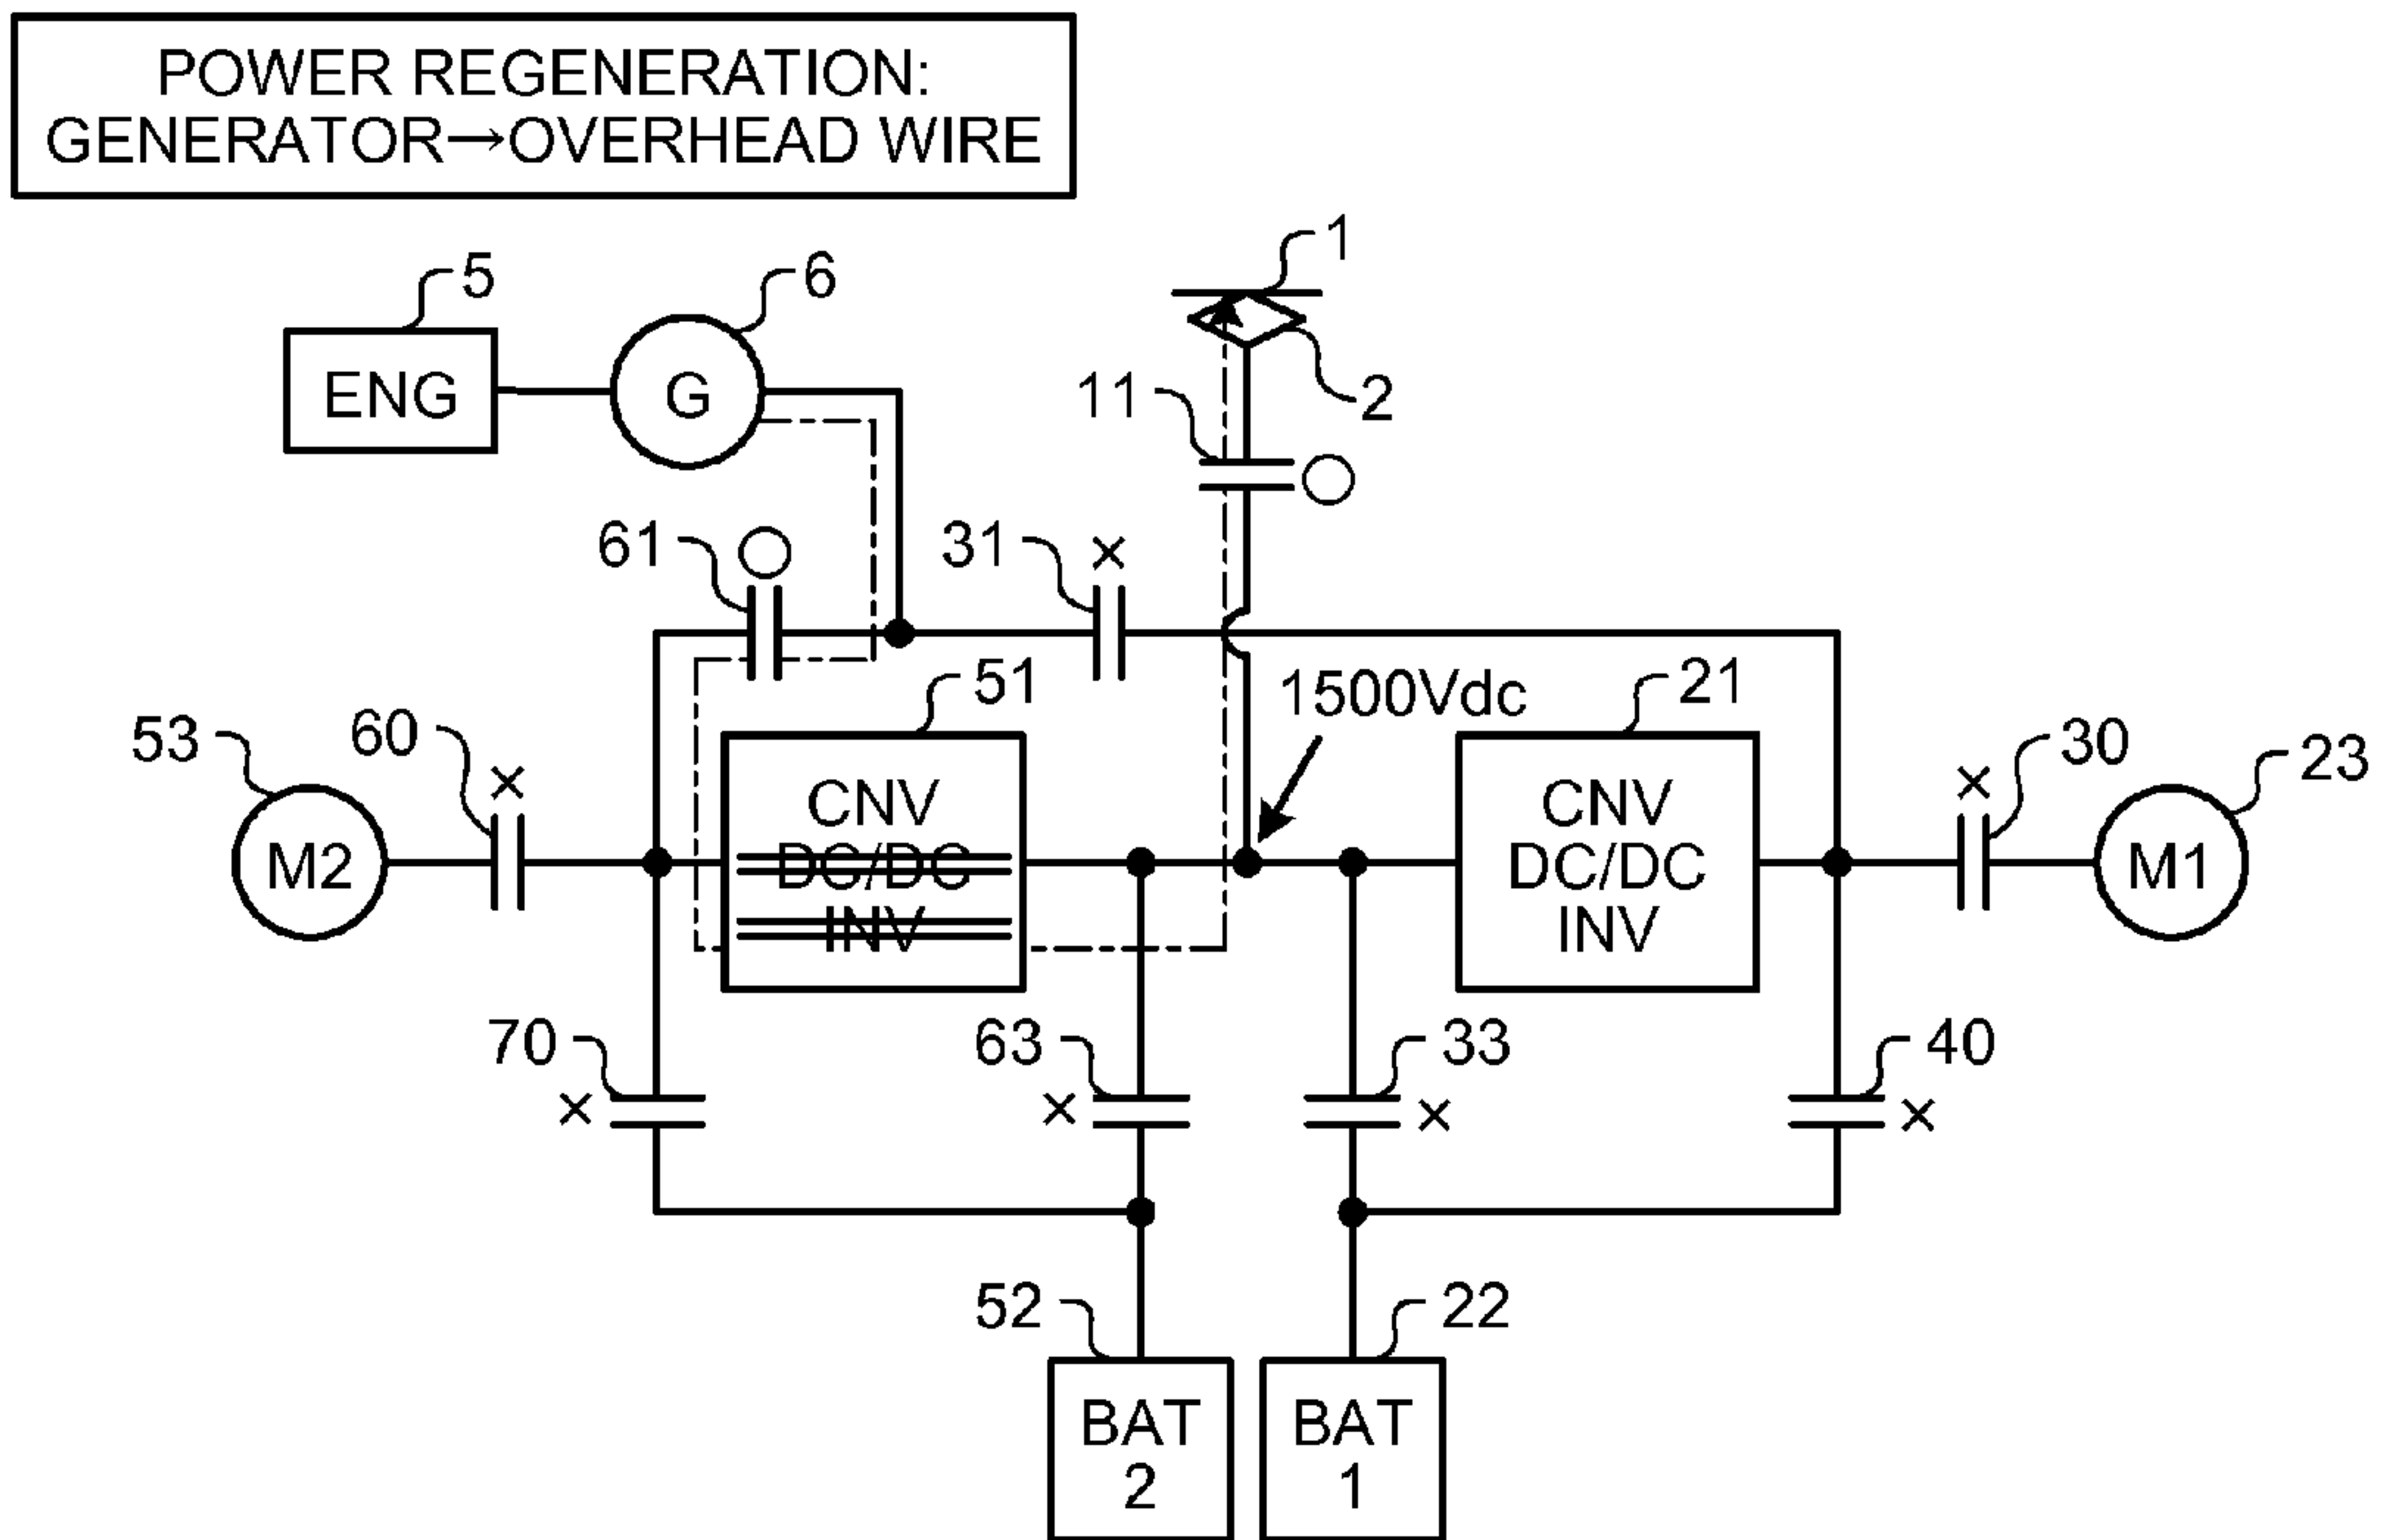 POWER REGENERATION:
GENERATOR→OVERHEAD WIRE
1
5
6
ENG
G
2
11
61
○
31
×
○
51
1500Vdc
21
53
60
×
30
×
23
M2
CNV
DC/DC
INV
CNV
DC/DC
INV
M1
70
×
63
×
33
×
40
×
52
22
BAT
2
BAT
1